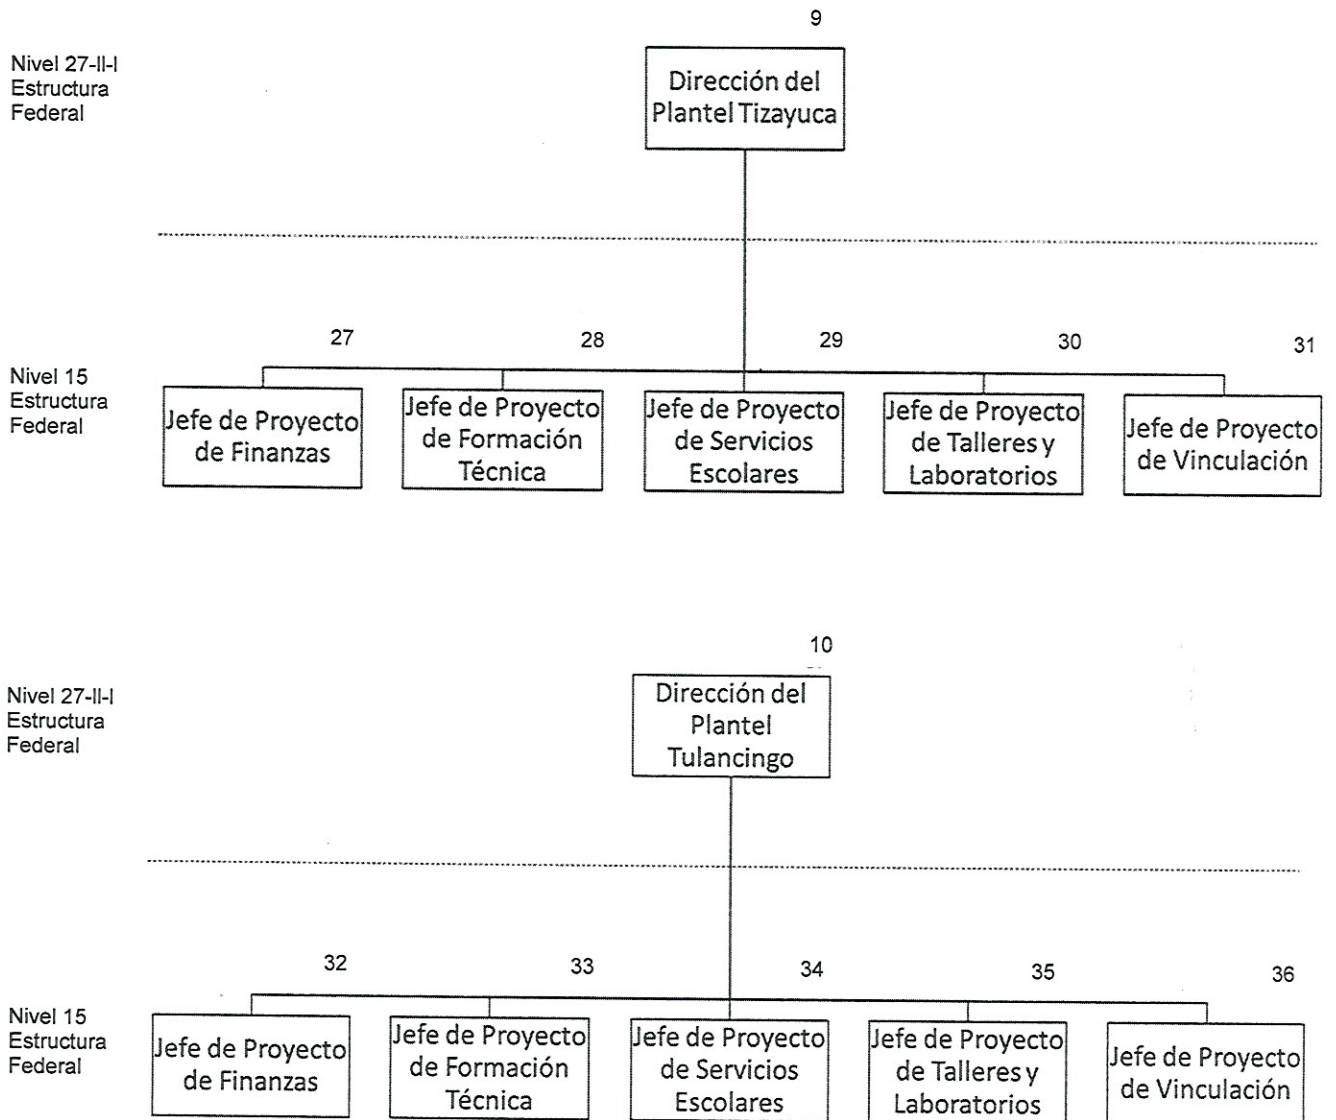 9
Nivel 27-II-I
Estructura
Federal
Dirección del
Plantel Tizayuca
27
28
29
30
31
Nivel 15
Estructura
Federal
Jefe de Proyecto
de Finanzas
Jefe de Proyecto
de Formación
Técnica
Jefe de Proyecto
de Servicios
Escolares
Jefe de Proyecto
de Talleres y
Laboratorios
Jefe de Proyecto
de Vinculación
10
Nivel 27-II-I
Estructura
Federal
Dirección del
Plantel
Tulancingo
32
33
34
35
36
Nivel 15
Estructura
Federal
Jefe de Proyecto
de Finanzas
Jefe de Proyecto
de Formación
Técnica
Jefe de Proyecto
de Servicios
Escolares
Jefe de Proyecto
de Talleres y
Laboratorios
Jefe de Proyecto
de Vinculación